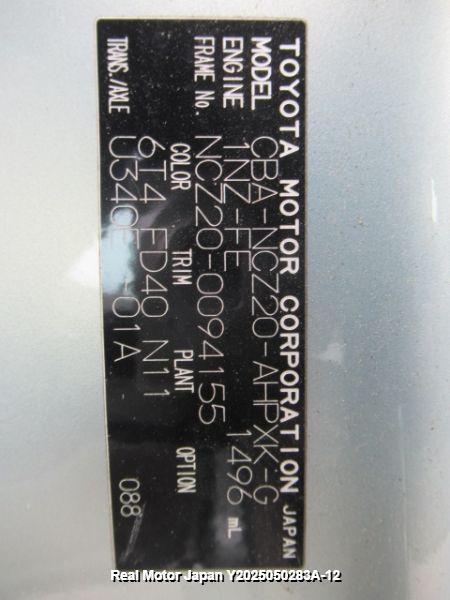 TOYOTA MOTOR CORPORATION JAPAN
MODEL CBA-NCZ20-AHPXK-G
ENGINE 1NZ-FE 1496 mL
FRAME No. NCZ20-0094155
COLOR TRIM PLANT OPTION
6T4 FD40 N11
TRANS./AXLE U340E-01A 088
Real Motor Japan Y2025050283A-12